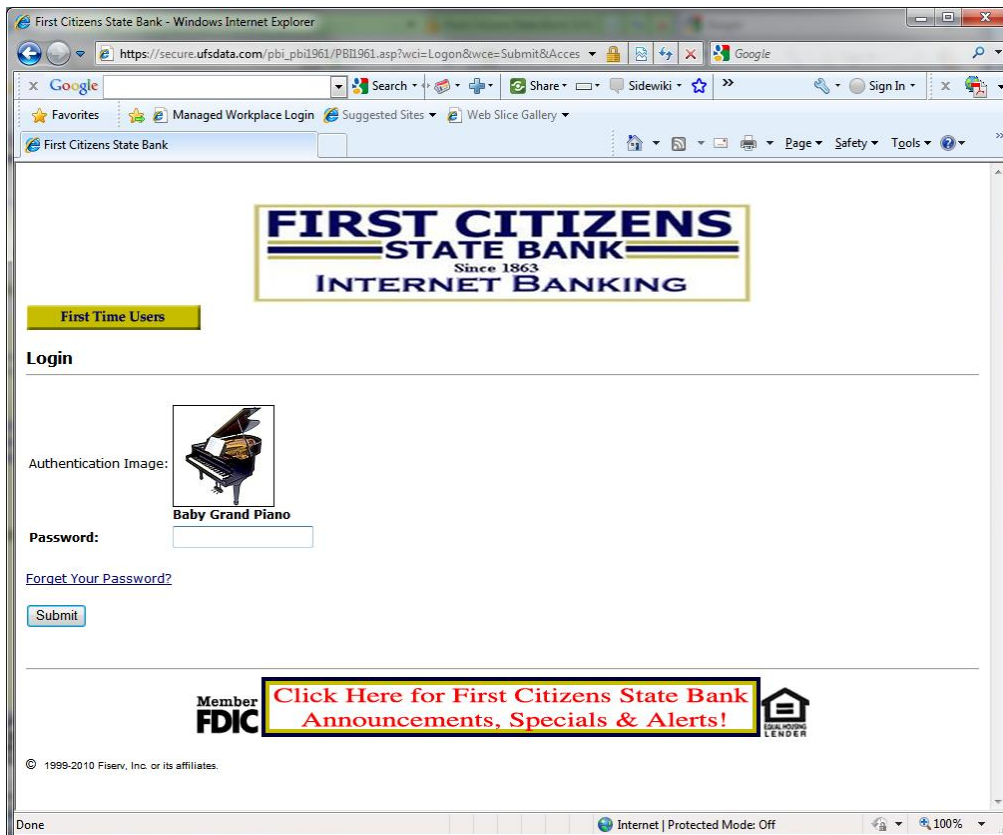 First Citizens State Bank - Windows Internet Explorer
https://secure.ufsdata.com/pbi_pbi1961/PBI1961.asp?wci=Logon&wce=Submit&Acces
Google
x Google Search Share Sidewiki » Sign In x
Favorites Managed Workplace Login Suggested Sites Web Slice Gallery
First Citizens State Bank
Page Safety Tools »
FIRST CITIZENS
STATE BANK
Since 1863
INTERNET BANKING
First Time Users
Login
Authentication Image:
Baby Grand Piano
Password:
Forget Your Password?
Submit
Member
FDIC
Click Here for First Citizens State Bank
Announcements, Specials & Alerts!
EQUAL HOUSING
LENDER
© 1999-2010 Fiserv, Inc. or its affiliates.
Done
Internet | Protected Mode: Off
100%